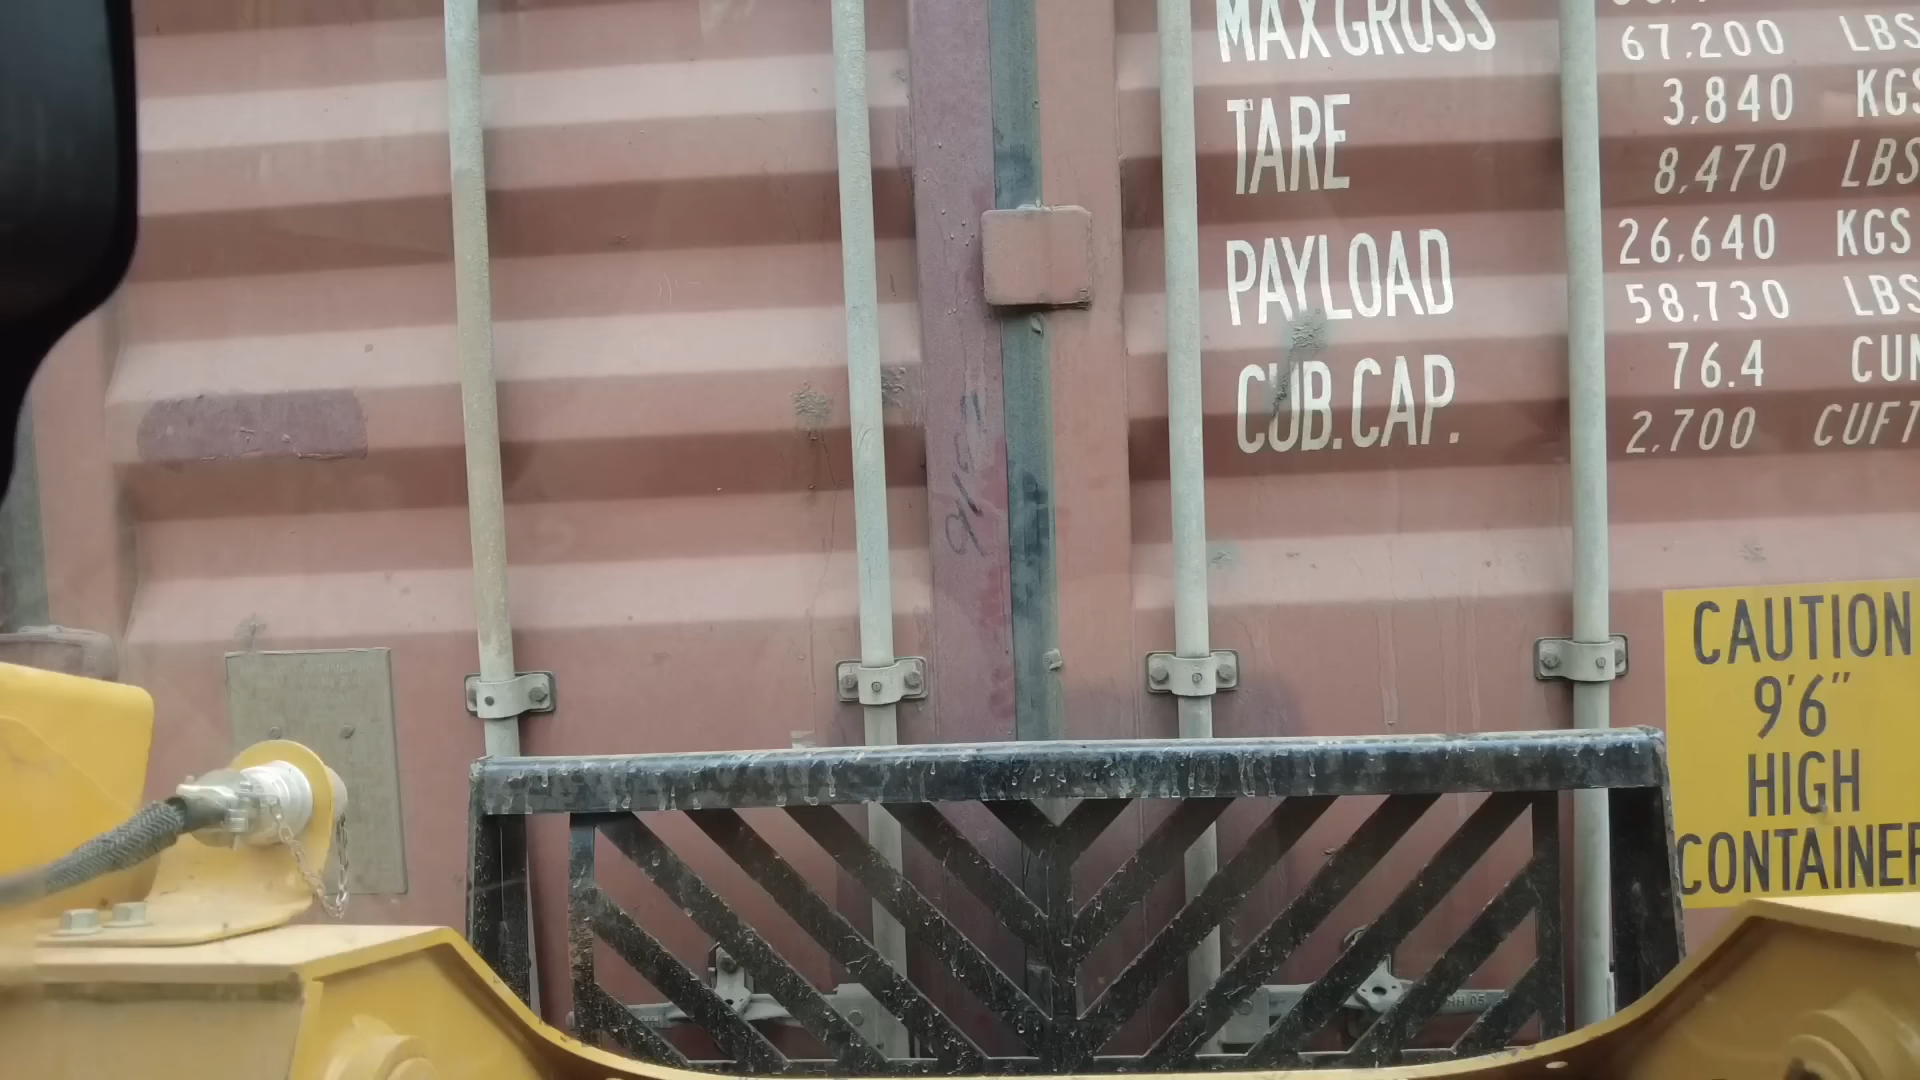 MAX GROSS
67,200 LBS
TARE 3,840 KGS
8,470 LBS
PAYLOAD 26,640 KGS
58,730 LBS
CUB.CAP. 76.4 CU
2,700 CUFT
CAUTION
9'6"
HIGH
CONTAINER